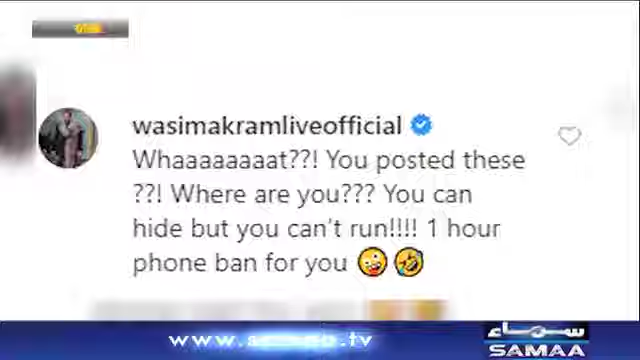 wasimakramliveofficial
Whaaaaaaaat??! You posted these
??! Where are you??? You can
hide but you can't run!!!! 1 hour
phone ban for you 🤪🤣
www.samaa.tv
سماء
SAMAA